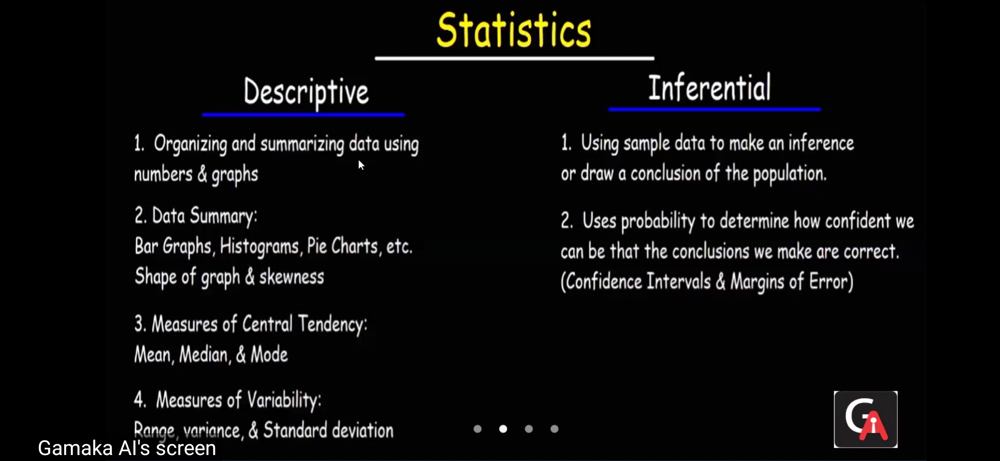 Statistics
Descriptive
1. Organizing and summarizing data using
numbers & graphs
2. Data Summary:
Bar Graphs, Histograms, Pie Charts, etc.
Shape of graph & skewness
3. Measures of Central Tendency:
Mean, Median, & Mode
4. Measures of Variability:
Range, variance, & Standard deviation
Inferential
1. Using sample data to make an inference
or draw a conclusion of the population.
2. Uses probability to determine how confident we
can be that the conclusions we make are correct.
(Confidence Intervals & Margins of Error)
GA
Gamaka AI's screen